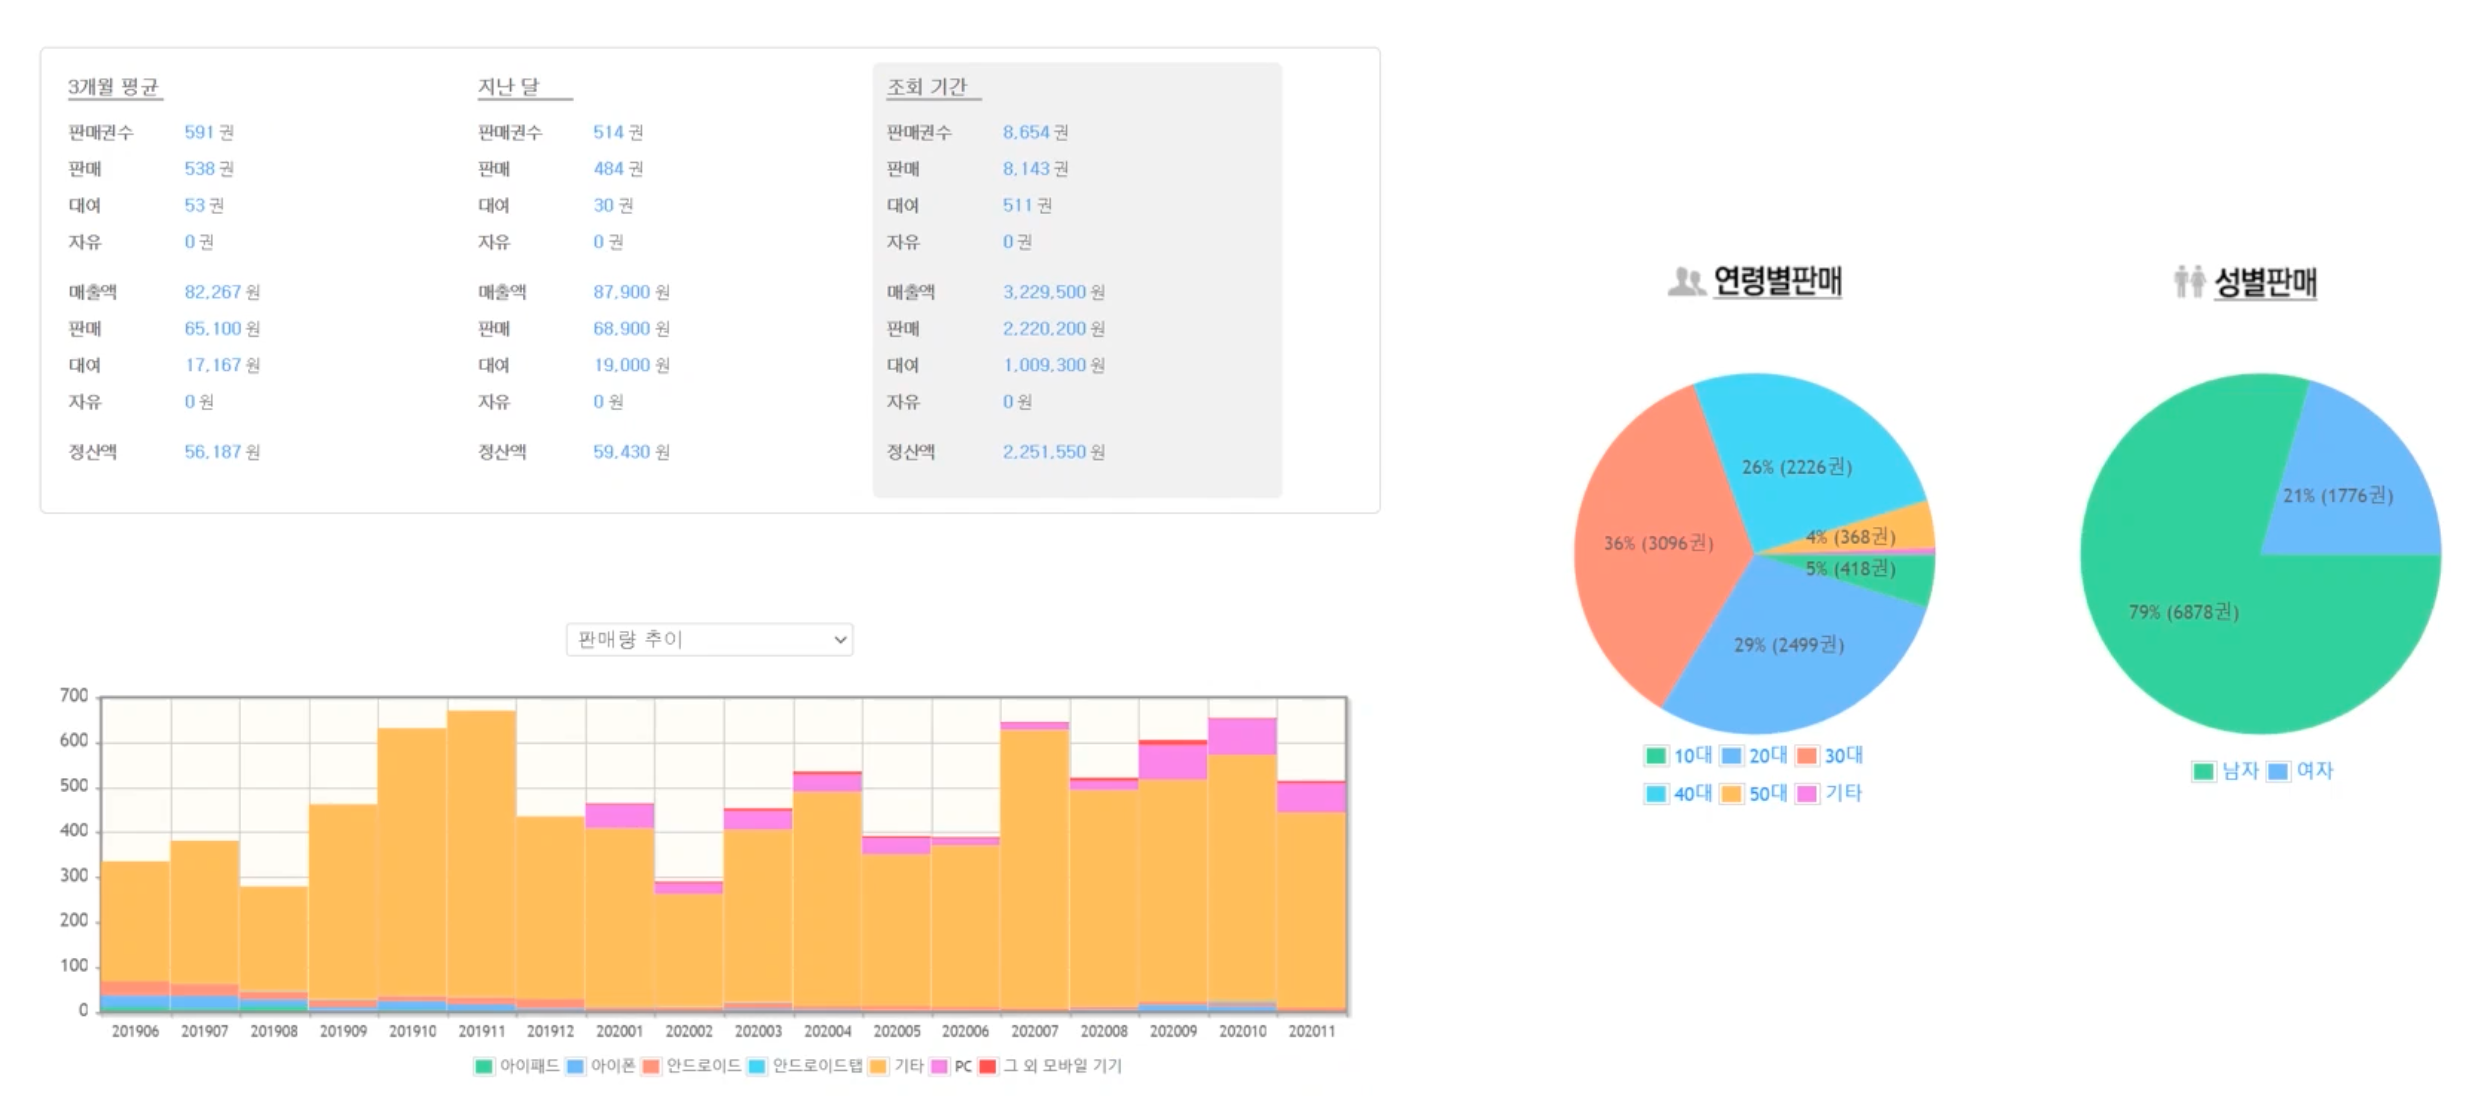 3개월 평균
판매권수 591 권
판매 538 권
대여 53 권
자유 0 권
매출액 82,267 원
판매 65,100 원
대여 17,167 원
자유 0 원
정산액 56,187 원
지난 달
판매권수 514 권
판매 484 권
대여 30 권
자유 0 권
매출액 87,900 원
판매 68,900 원
대여 19,000 원
자유 0 원
정산액 59,430 원
조회 기간
판매권수 8,654 권
판매 8,143 권
대여 511 권
자유 0 권
매출액 3,229,500 원
판매 2,220,200 원
대여 1,009,300 원
자유 0 원
정산액 2,251,550 원
판매량 추이
700
600
500
400
300
200
100
0
201906 201907 201908 201909 201910 201911 201912 202001 202002 202003 202004 202005 202006 202007 202008 202009 202010 202011
아이패드 아이폰 안드로이드 안드로이드탭 기타 PC 그 외 모바일 기기
연령별판매
26% (2226권)
4% (368권)
36% (3096권)
5% (418권)
29% (2499권)
10대 20대 30대
40대 50대 기타
성별판매
21% (1776권)
79% (6878권)
남자 여자